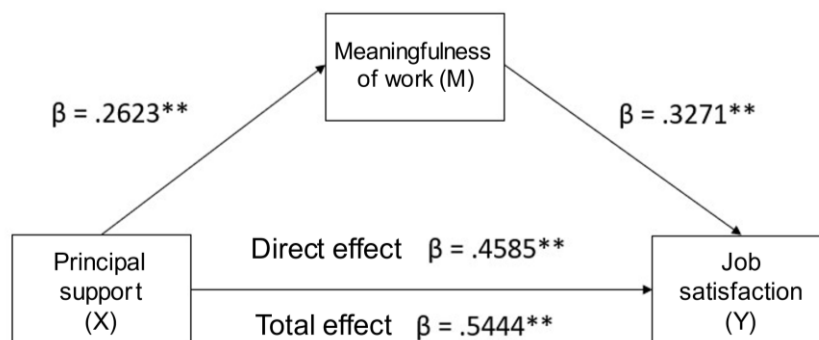 Meaningfulness
of work (M)
β = .2623**
β = .3271**
Principal
support
(X)
Direct effect β = .4585**
Total effect β = .5444**
Job
satisfaction
(Y)